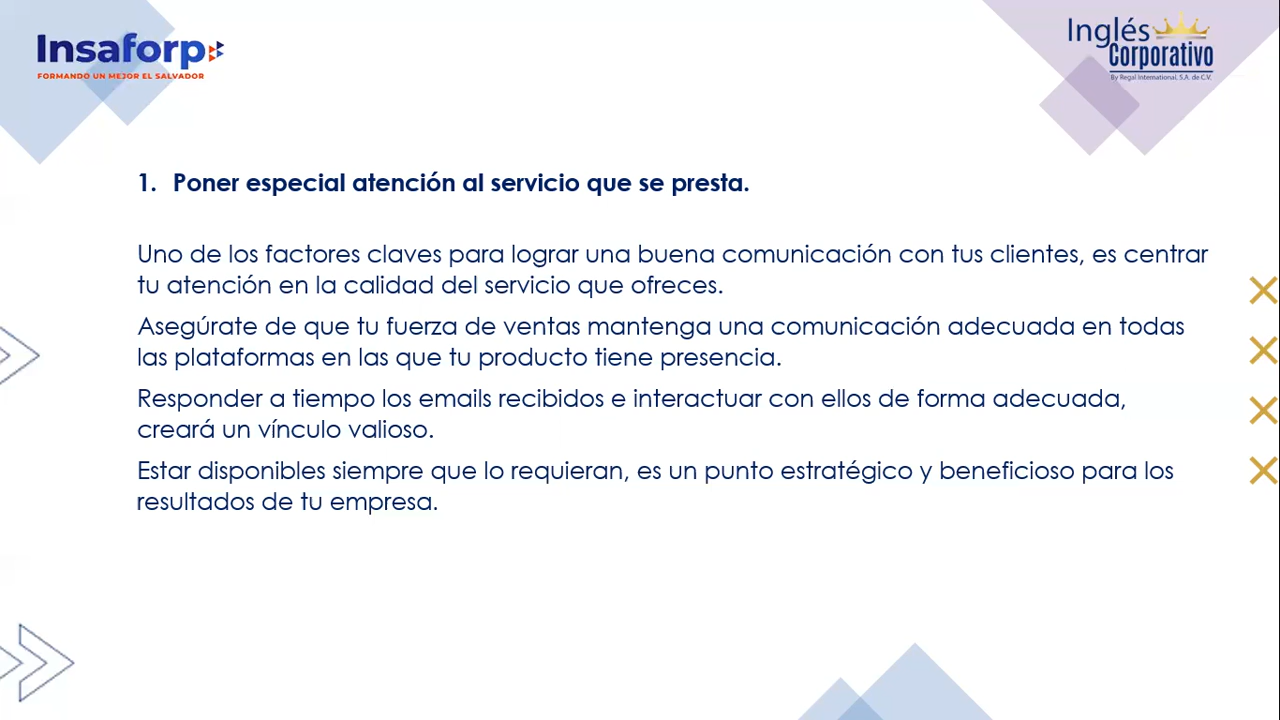 Insaforp
FORMANDO UN MEJOR EL SALVADOR
Inglés
Corporativo
By Regal International, S.A. de C.V.
1. Poner especial atención al servicio que se presta.
Uno de los factores claves para lograr una buena comunicación con tus clientes, es centrar
tu atención en la calidad del servicio que ofreces.
Asegúrate de que tu fuerza de ventas mantenga una comunicación adecuada en todas
las plataformas en las que tu producto tiene presencia.
Responder a tiempo los emails recibidos e interactuar con ellos de forma adecuada,
creará un vínculo valioso.
Estar disponibles siempre que lo requieran, es un punto estratégico y beneficioso para los
resultados de tu empresa.